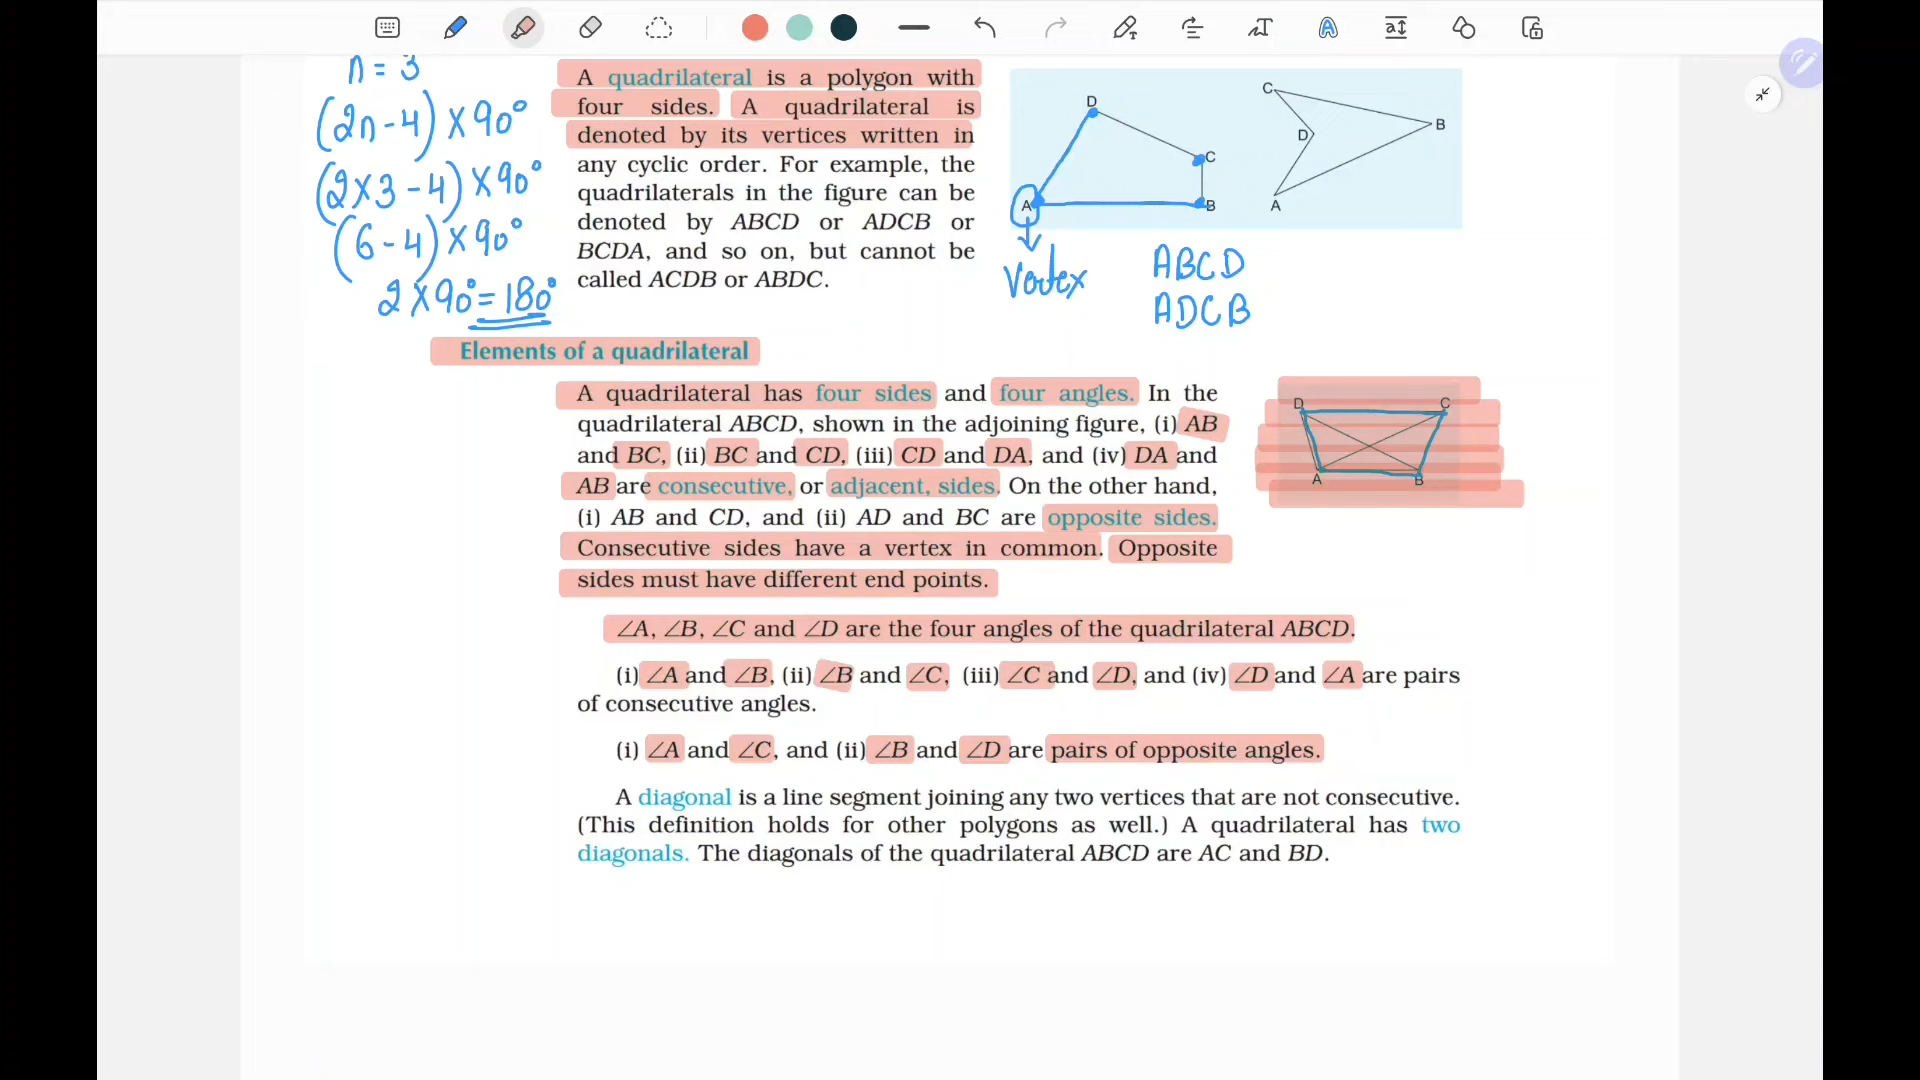 n = 3
(2n-4) X 90°
(2X3-4) X 90°
(6-4) X 90°
2 X 90° = 180°
A quadrilateral is a polygon with
four sides. A quadrilateral is
denoted by its vertices written in
any cyclic order. For example, the
quadrilaterals in the figure can be
denoted by ABCD or ADCB or
BCDA, and so on, but cannot be
called ACDB or ABDC.
D
C
A
B
C
D
B
A
Vertex
ABCD
ADCB
Elements of a quadrilateral
A quadrilateral has four sides and four angles. In the
quadrilateral ABCD, shown in the adjoining figure, (i) AB
and BC, (ii) BC and CD, (iii) CD and DA, and (iv) DA and
AB are consecutive, or adjacent, sides. On the other hand,
(i) AB and CD, and (ii) AD and BC are opposite sides.
Consecutive sides have a vertex in common. Opposite
sides must have different end points.
D C
A B
∠A, ∠B, ∠C and ∠D are the four angles of the quadrilateral ABCD.
(i) ∠A and ∠B, (ii) ∠B and ∠C, (iii) ∠C and ∠D, and (iv) ∠D and ∠A are pairs
of consecutive angles.
(i) ∠A and ∠C, and (ii) ∠B and ∠D are pairs of opposite angles.
A diagonal is a line segment joining any two vertices that are not consecutive.
(This definition holds for other polygons as well.) A quadrilateral has two
diagonals. The diagonals of the quadrilateral ABCD are AC and BD.